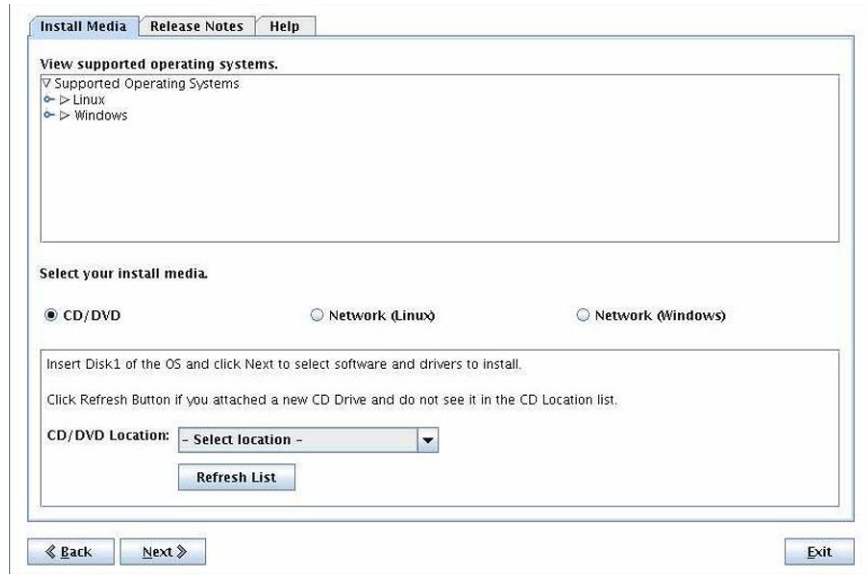 Install Media Release Notes Help
View supported operating systems.
Supported Operating Systems
Linux
Windows
Select your install media.
CD/DVD Network (Linux) Network (Windows)
Insert Disk1 of the OS and click Next to select software and drivers to install.
Click Refresh Button if you attached a new CD Drive and do not see it in the CD Location list.
CD/DVD Location: - Select location -
Refresh List
Back Next Exit